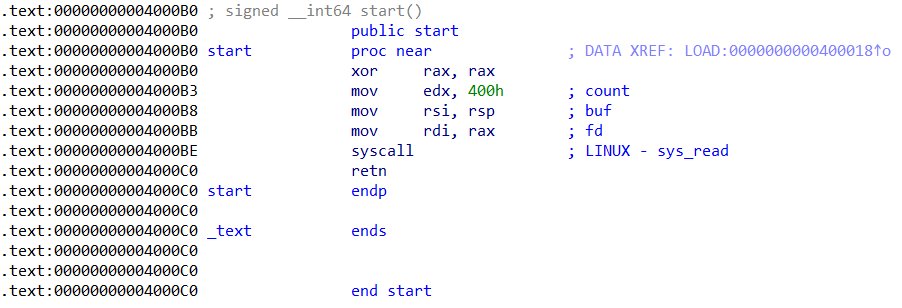 .text:00000000004000B0 ; signed __int64 start()
.text:00000000004000B0 public start
.text:00000000004000B0 start proc near ; DATA XREF: LOAD:0000000000400018↑o
.text:00000000004000B0 xor rax, rax
.text:00000000004000B3 mov edx, 400h ; count
.text:00000000004000B8 mov rsi, rsp ; buf
.text:00000000004000BB mov rdi, rax ; fd
.text:00000000004000BE syscall ; LINUX - sys_read
.text:00000000004000C0 retn
.text:00000000004000C0 start endp
.text:00000000004000C0
.text:00000000004000C0 _text ends
.text:00000000004000C0
.text:00000000004000C0
.text:00000000004000C0 end start